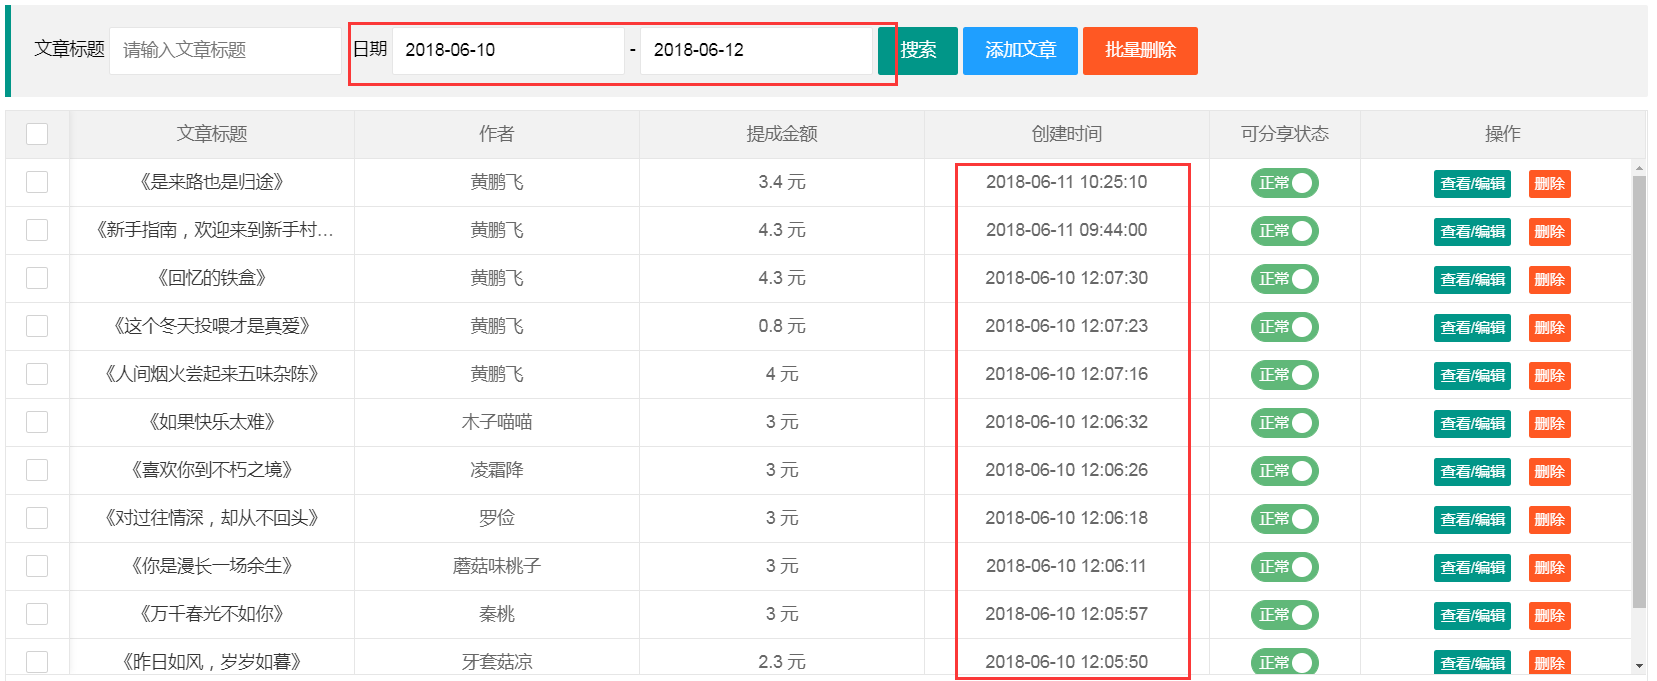 文章标题 请输入文章标题 日期 2018-06-10 - 2018-06-12 搜索 添加文章 批量删除
文章标题 作者 提成金额 创建时间 可分享状态 操作
《是来路也是归途》 黄鹏飞 3.4 元 2018-06-11 10:25:10 正常 查看/编辑 删除
《新手指南，欢迎来到新手村... 黄鹏飞 4.3 元 2018-06-11 09:44:00 正常 查看/编辑 删除
《回忆的铁盒》 黄鹏飞 4.3 元 2018-06-10 12:07:30 正常 查看/编辑 删除
《这个冬天投喂才是真爱》 黄鹏飞 0.8 元 2018-06-10 12:07:23 正常 查看/编辑 删除
《人间烟火尝起来五味杂陈》 黄鹏飞 4 元 2018-06-10 12:07:16 正常 查看/编辑 删除
《如果快乐太难》 木子喵喵 3 元 2018-06-10 12:06:32 正常 查看/编辑 删除
《喜欢你到不朽之境》 凌霜降 3 元 2018-06-10 12:06:26 正常 查看/编辑 删除
《对过往情深，却从不回头》 罗俭 3 元 2018-06-10 12:06:18 正常 查看/编辑 删除
《你是漫长一场余生》 蘑菇味桃子 3 元 2018-06-10 12:06:11 正常 查看/编辑 删除
《万千春光不如你》 秦桃 3 元 2018-06-10 12:05:57 正常 查看/编辑 删除
《昨日如风，岁岁如暮》 牙套菇凉 2.3 元 2018-06-10 12:05:50 正常 查看/编辑 删除